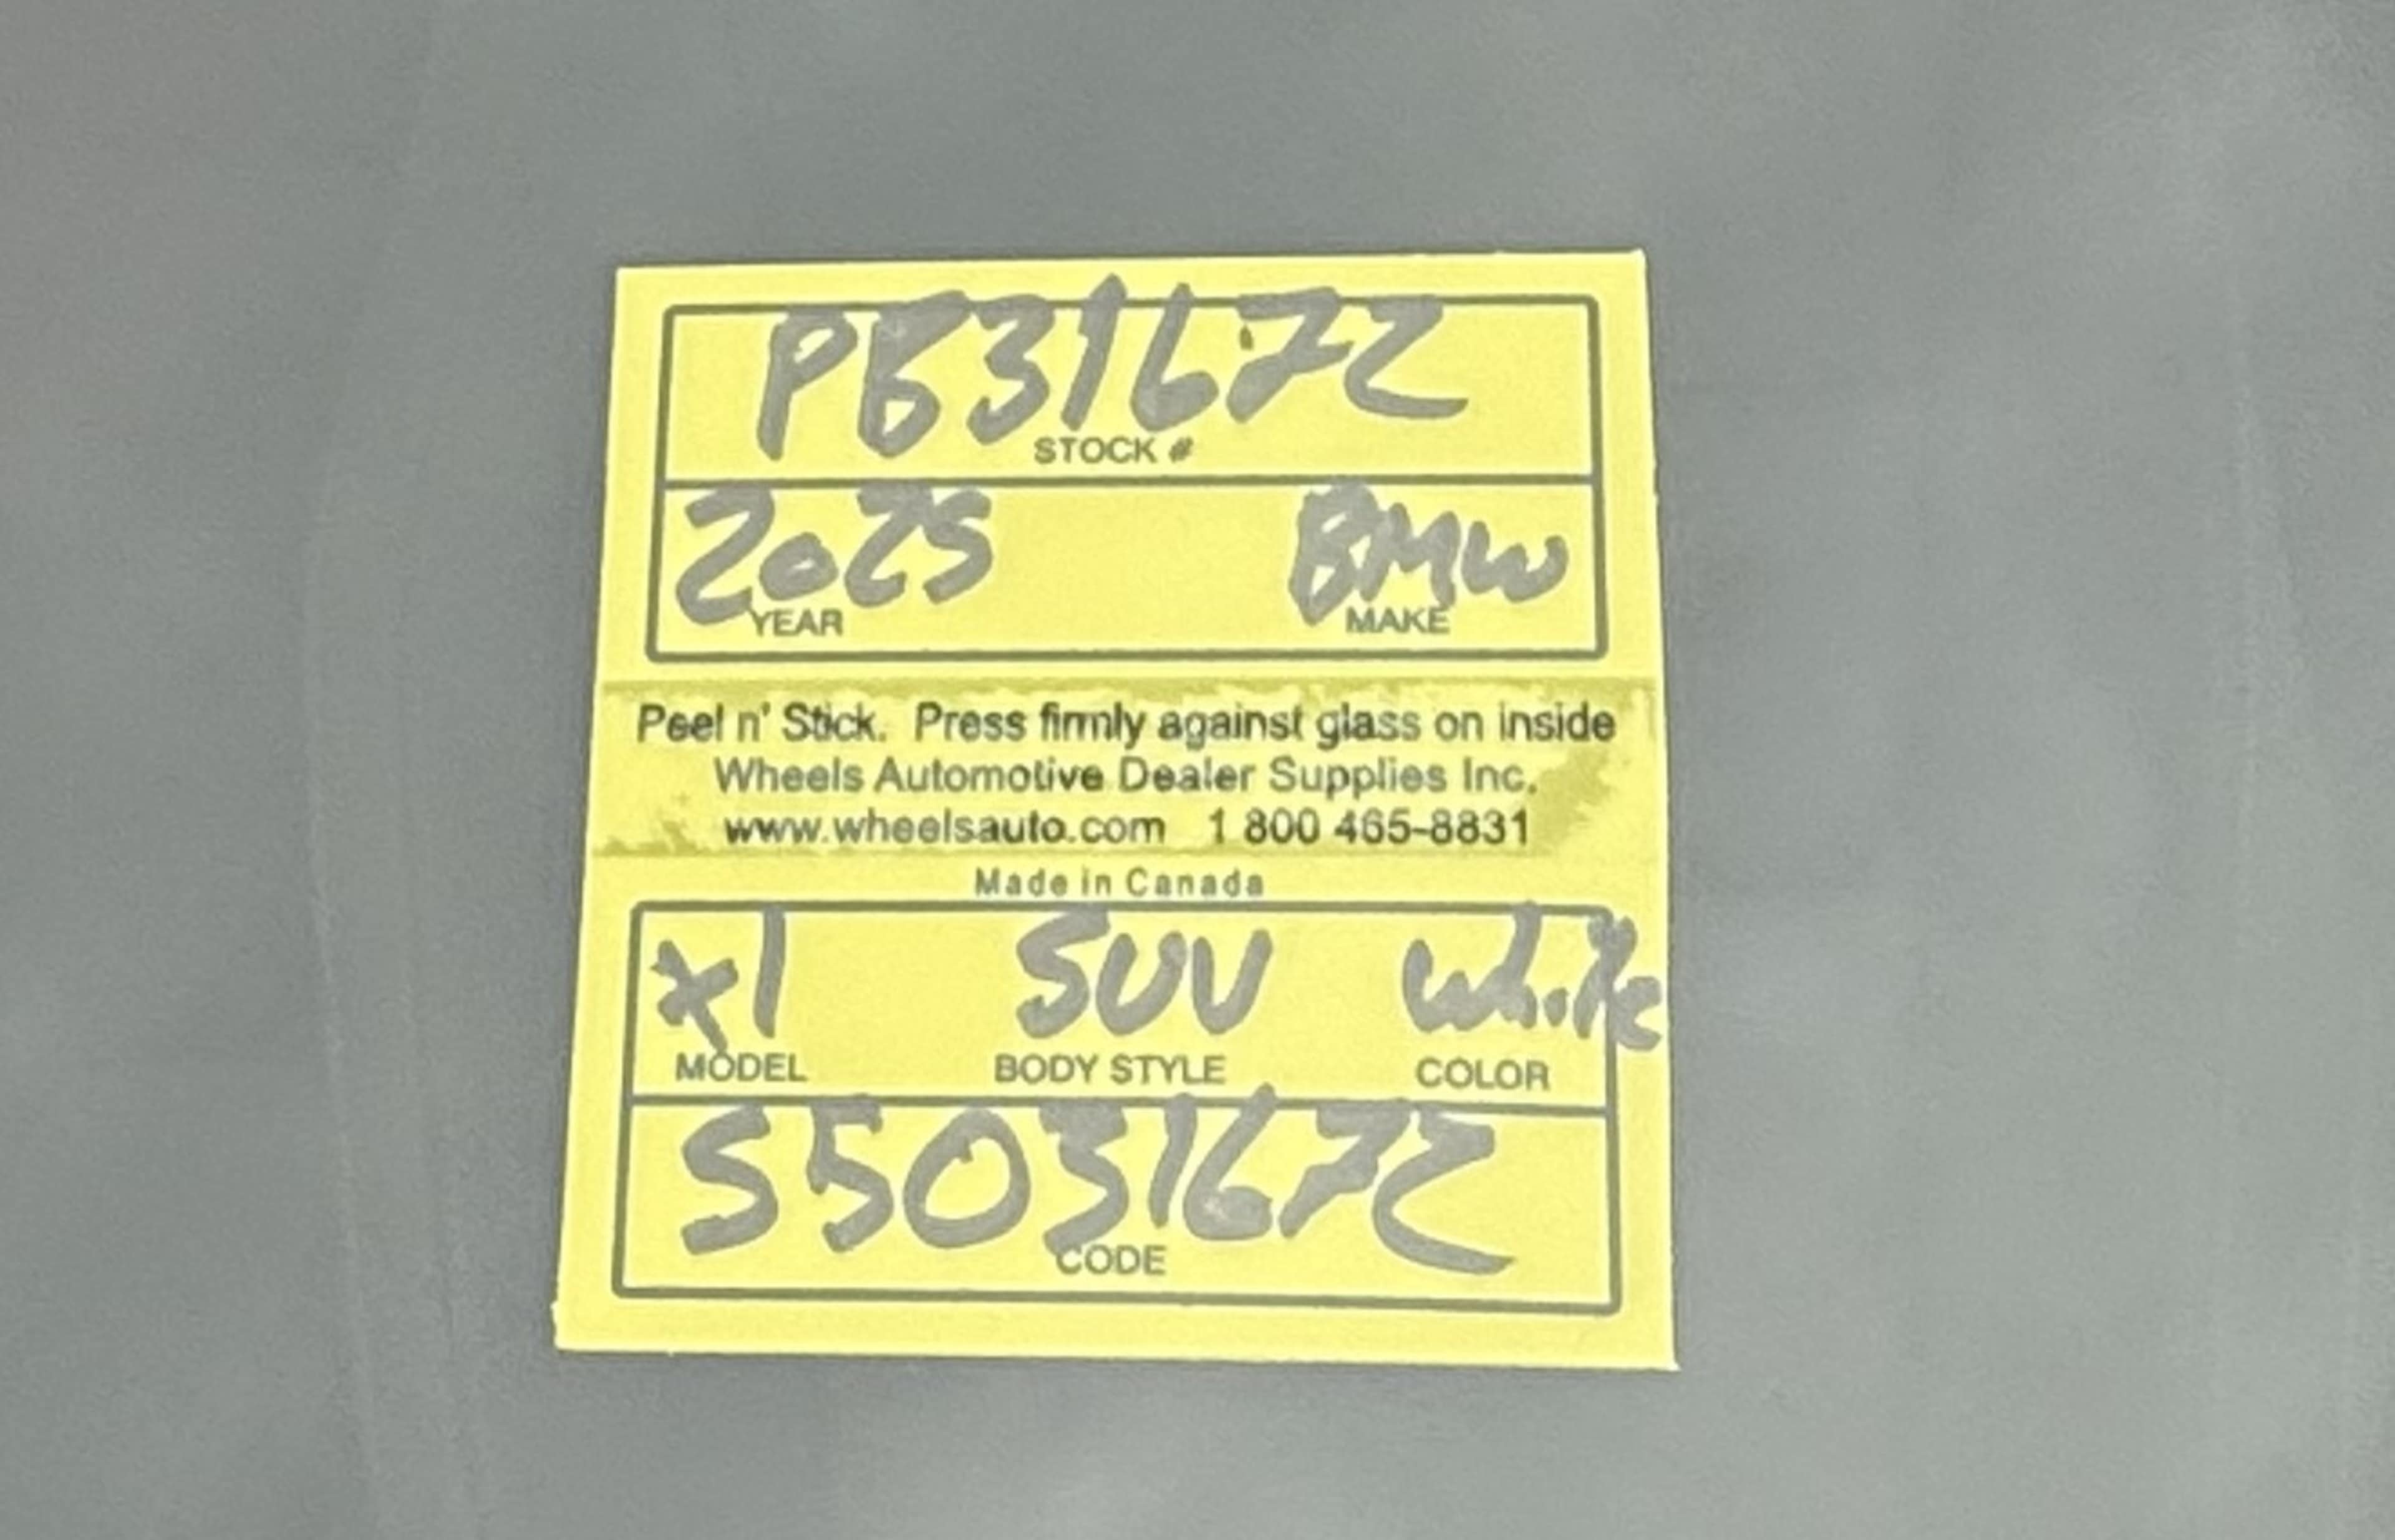 PB31672
STOCK #
2025 BMW
YEAR MAKE
Peel n' Stick. Press firmly against glass on inside
Wheels Automotive Dealer Supplies Inc.
www.wheelsauto.com 1 800 465-8831
Made in Canada
X1 SUV white
MODEL BODY STYLE COLOR
S5031672
CODE